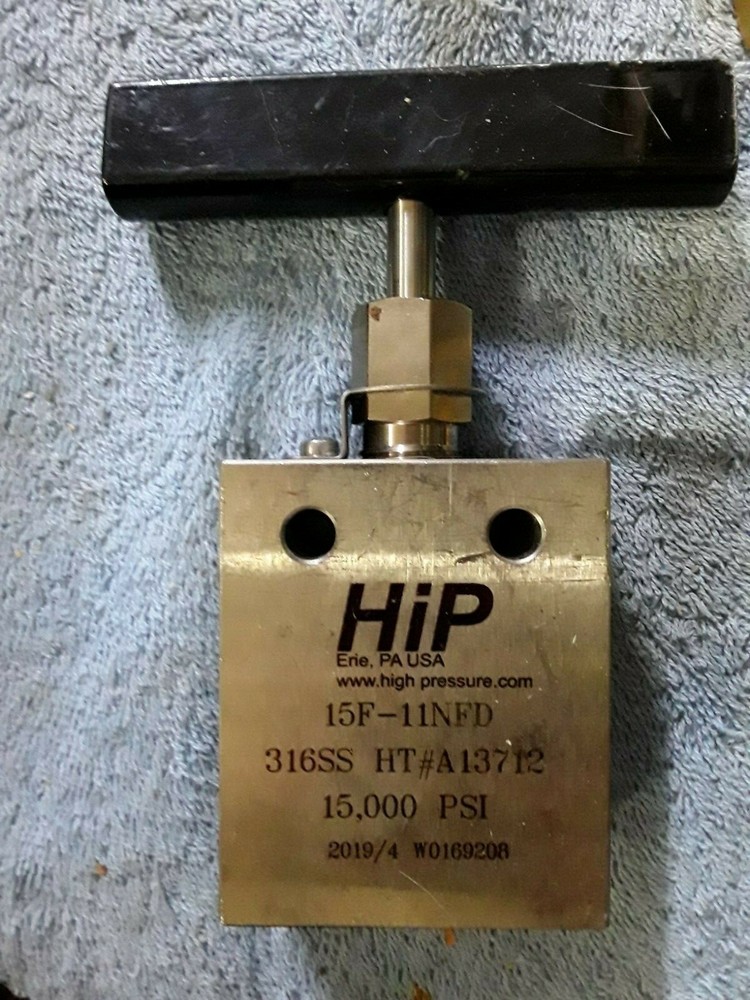 HiP
Erie, PA USA
www.high pressure.com
15F-11NFD
316SS HT#A13712
15,000 PSI
2019/4 W0169208